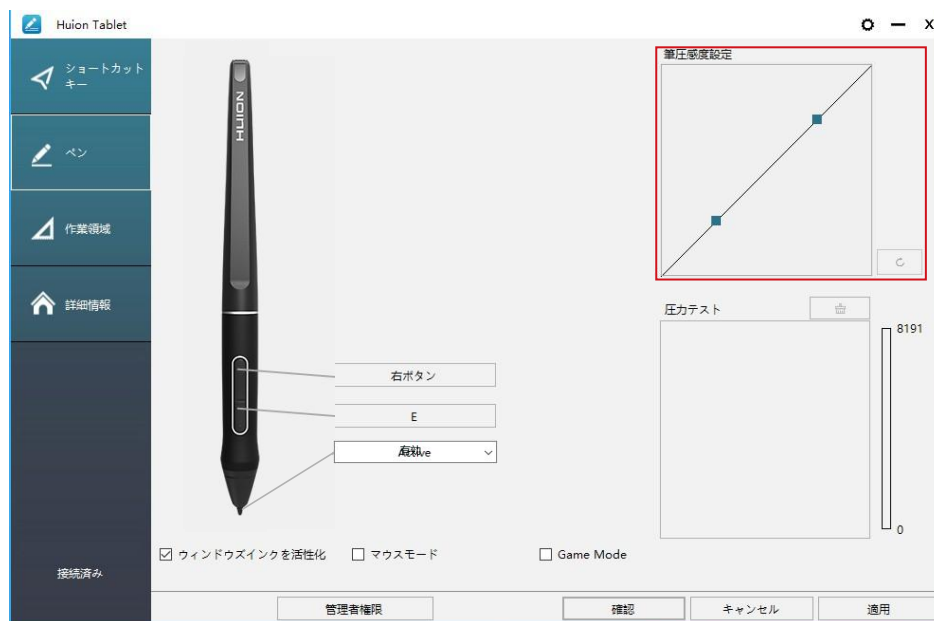 Huion Tablet
ショートカット
キー
ペン
作業領域
詳細情報
接続済み
HUION
右ボタン
E
筆圧感度設定
圧力テスト
8191
0
ウィンドウズインクを活性化
マウスモード
Game Mode
管理者権限
確認
キャンセル
適用